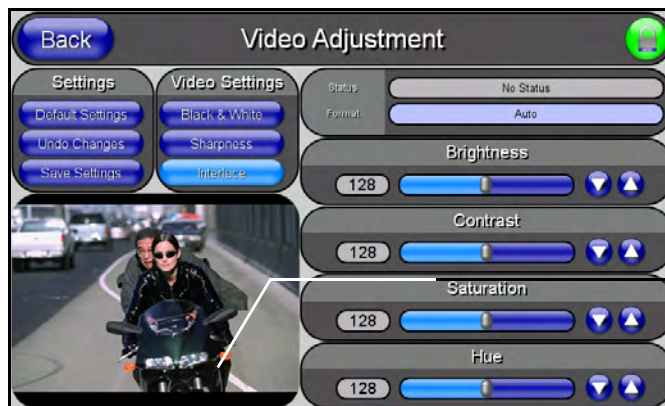 Back
Video Adjustment
Settings
Default Settings
Undo Changes
Save Settings
Video Settings
Black & White
Sharpness
Interlace
Status
No Status
Format
Auto
Brightness
128
Contrast
128
Saturation
128
Hue
128